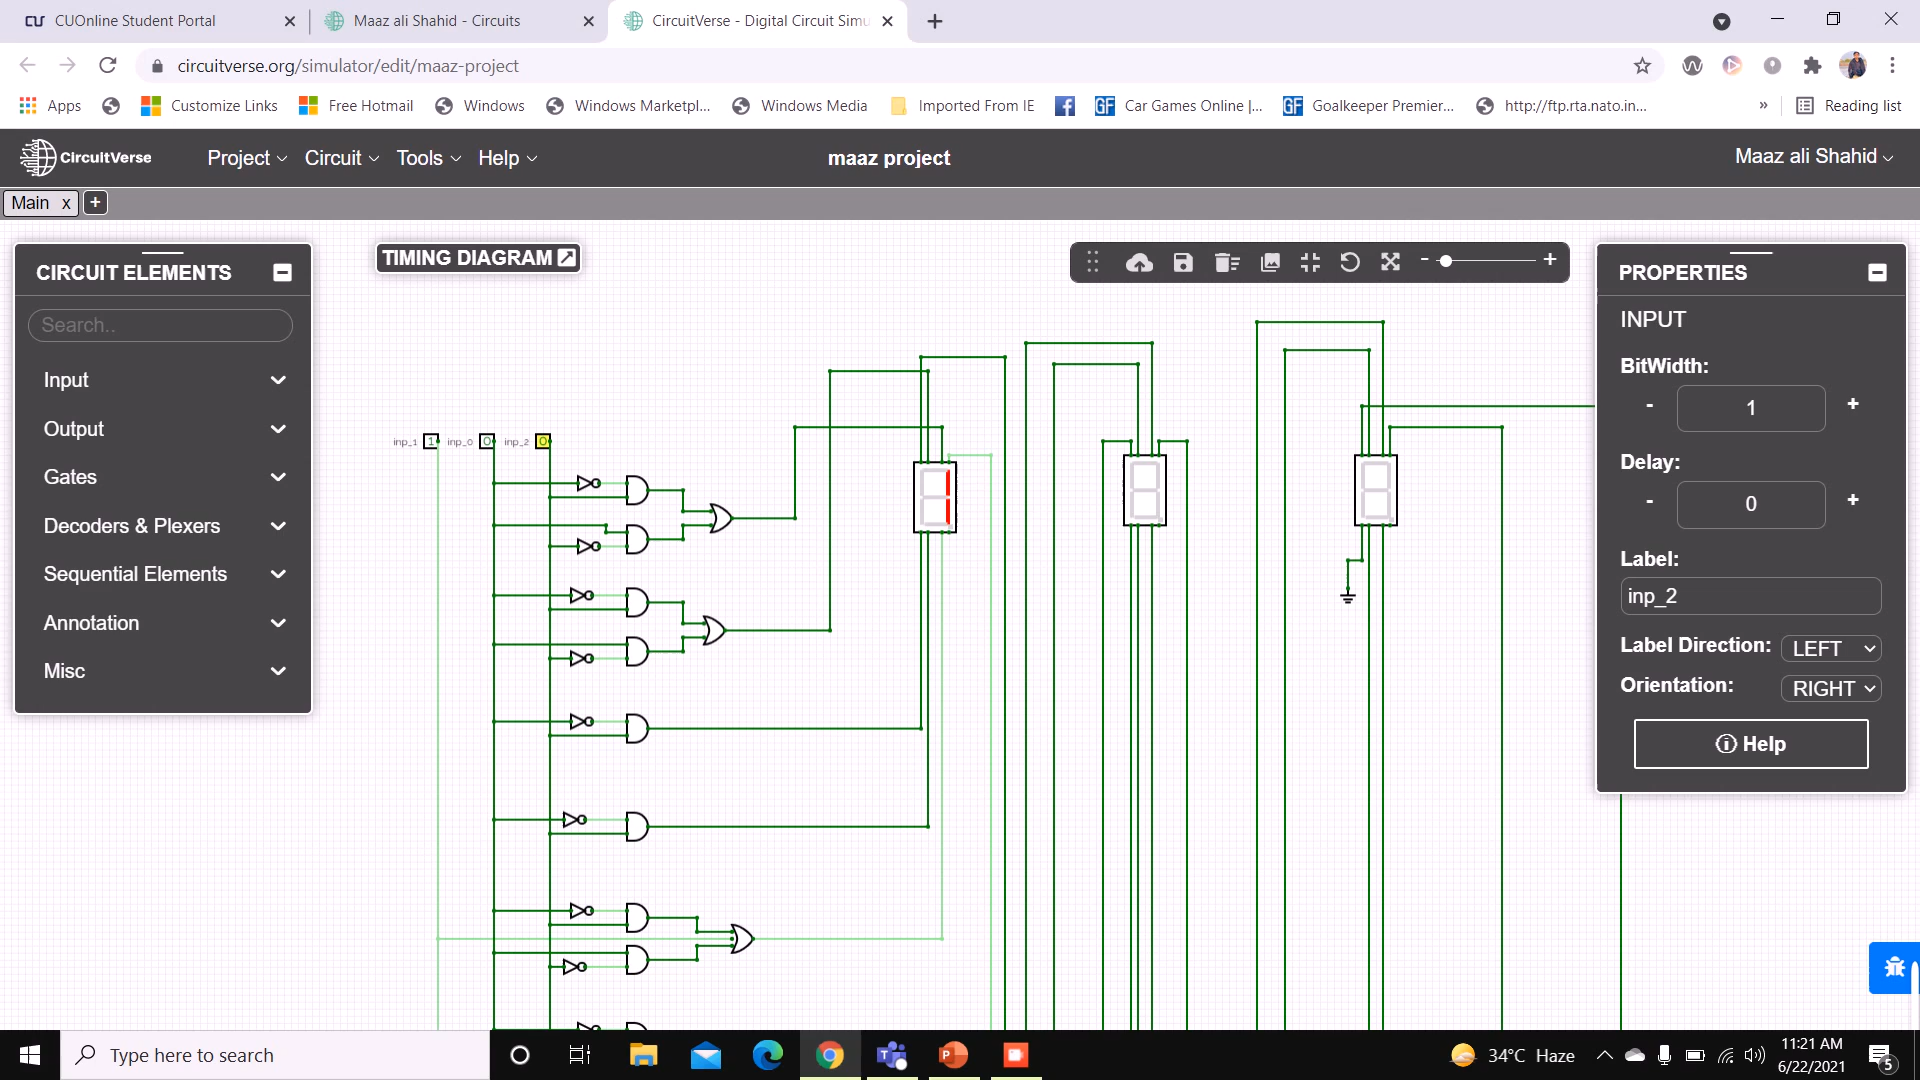 CU CUOnline Student Portal
Maaz ali Shahid - Circuits
CircuitVerse - Digital Circuit Simu
circuitverse.org/simulator/edit/maaz-project
Apps
Customize Links
Free Hotmail
Windows
Windows Marketpl...
Windows Media
Imported From IE
GF Car Games Online |...
GF Goalkeeper Premier...
http://ftp.rta.nato.in...
»
Reading list
CircuitVerse
Project
Circuit
Tools
Help
maaz project
Maaz ali Shahid
Main x +
CIRCUIT ELEMENTS
Search..
Input
Output
Gates
Decoders & Plexers
Sequential Elements
Annotation
Misc
TIMING DIAGRAM
- +
inp_1 1 inp_0 0 inp_2 0
PROPERTIES
INPUT
BitWidth:
- 1 +
Delay:
- 0 +
Label:
inp_2
Label Direction: LEFT
Orientation: RIGHT
Help
Type here to search
34°C Haze
11:21 AM
6/22/2021
5